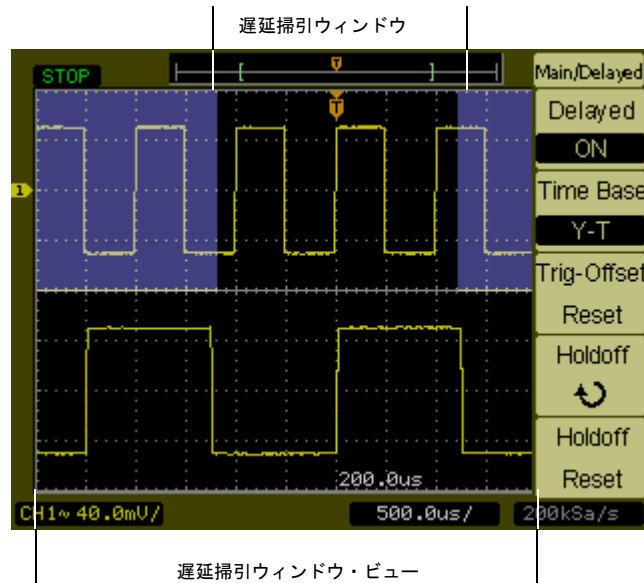 遅延掃引ウィンドウ
T
STOP
Main/Delayed
T
Delayed
ON
1
Time Base
Y-T
Trig-Offset
Reset
Holdoff
Holdoff
200.0us
Reset
CH1~ 40.0mV/ 500.0us/ 200kSa/s
遅延掃引ウィンドウ・ビュー